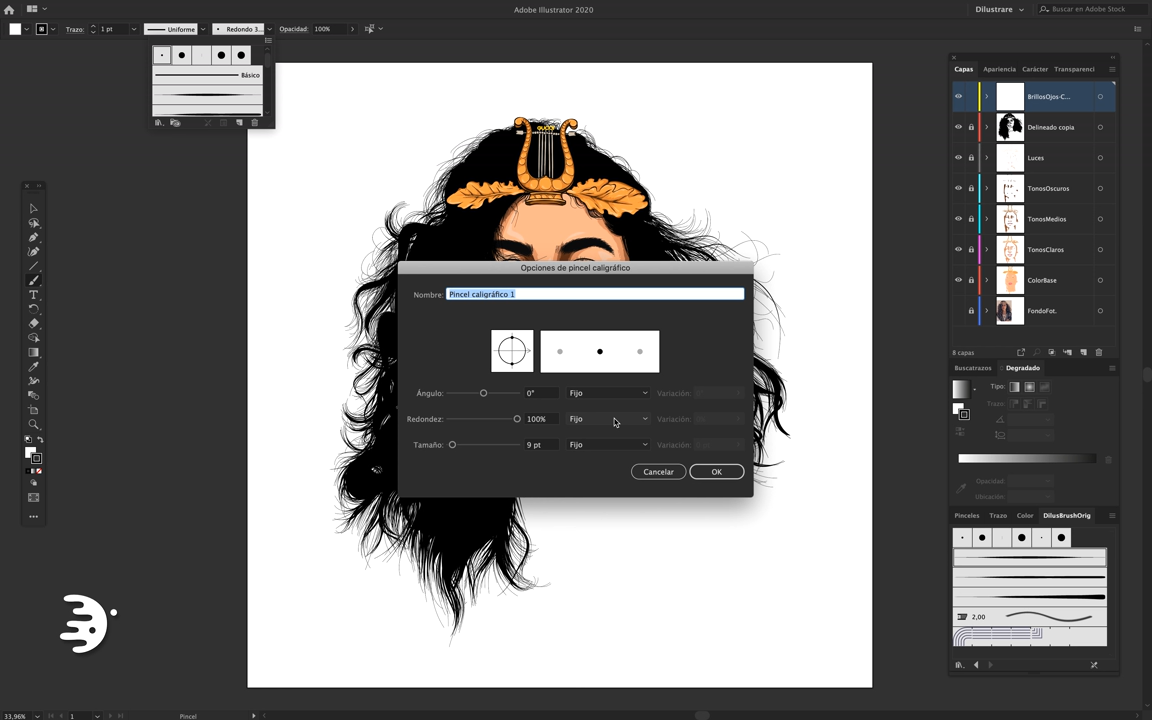 Adobe Illustrator 2020
Dilustrare
Buscar en Adobe Stock
Trazo:
1 pt
Uniforme
Redondo 3...
Opacidad:
100%
Básico
Capas
Apariencia
Carácter
Transparenci
BrillosOjos-C...
Delineado copia
Luces
TonosOscuros
TonosMedios
TonosClaros
ColorBase
FondoFot.
8 capas
Opciones de pincel caligráfico
Nombre:
Pincel caligráfico 1
Ángulo:
0°
Fijo
Variación:
Redondez:
100%
Fijo
Variación:
Tamaño:
9 pt
Fijo
Variación:
Cancelar
OK
Buscatrazos
Degradado
Tipo:
Trazo:
Opacidad:
Ubicación:
Pinceles
Trazo
Color
DilusBrushOrig
2,00
33,96%
1
Pincel